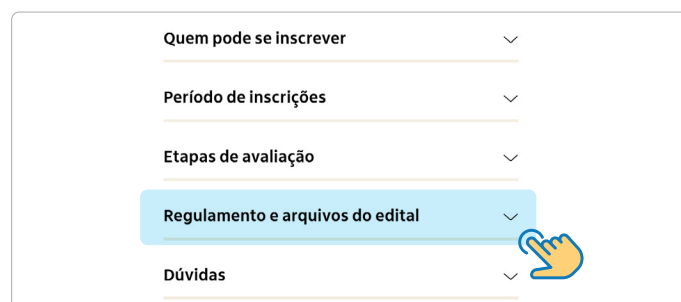 Quem pode se inscrever
Período de inscrições
Etapas de avaliação
Regulamento e arquivos do edital
Dúvidas